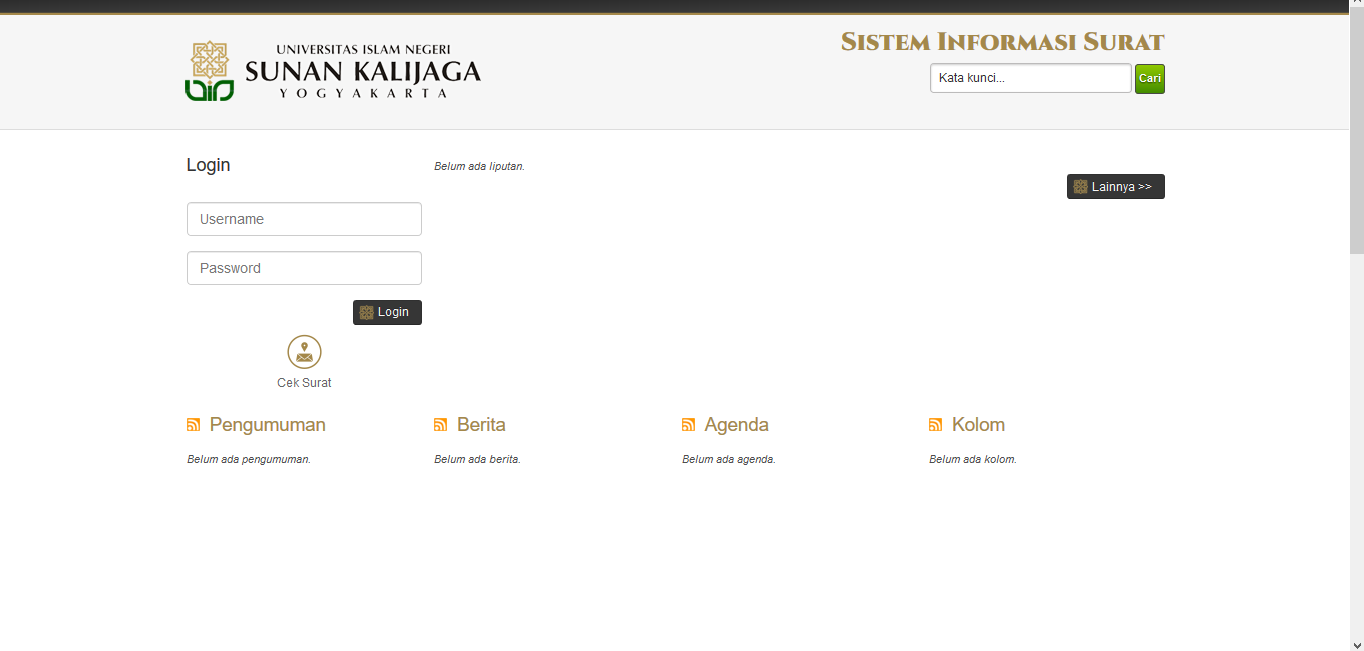 UNIVERSITAS ISLAM NEGERI
SUNAN KALIJAGA
YOGYAKARTA
Sistem Informasi Surat
Kata kunci...
Cari
Login
Username
Password
Login
Cek Surat
Belum ada liputan.
Lainnya >>
Pengumuman
Belum ada pengumuman.
Berita
Belum ada berita.
Agenda
Belum ada agenda.
Kolom
Belum ada kolom.